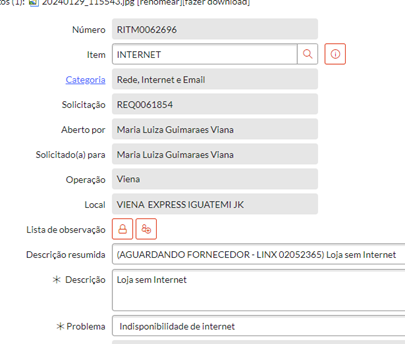 tos (1): 20240129_115543.jpg [renomear][fazer download]
Número RITM0062696
Item INTERNET
Categoria Rede, Internet e Email
Solicitação REQ0061854
Aberto por Maria Luiza Guimaraes Viana
Solicitado(a) para Maria Luiza Guimaraes Viana
Operação Viena
Local VIENA EXPRESS IGUATEMI JK
Lista de observação
Descrição resumida (AGUARDANDO FORNECEDOR - LINX 02052365) Loja sem Internet
Descrição Loja sem Internet
Problema Indisponibilidade de internet